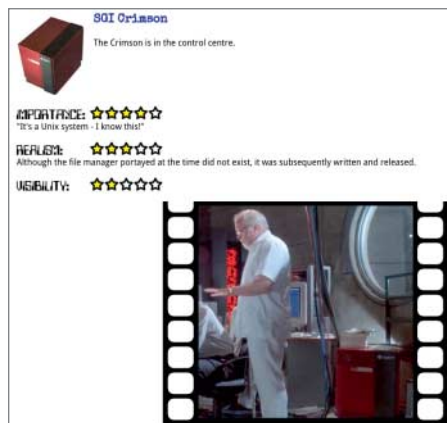 SGI Crimson
The Crimson is in the control centre.
IMPORTANCE:
"It's a Unix system - I know this!"
REALISM:
Although the file manager portayed at the time did not exist, it was subsequently written and released.
VISIBILITY: